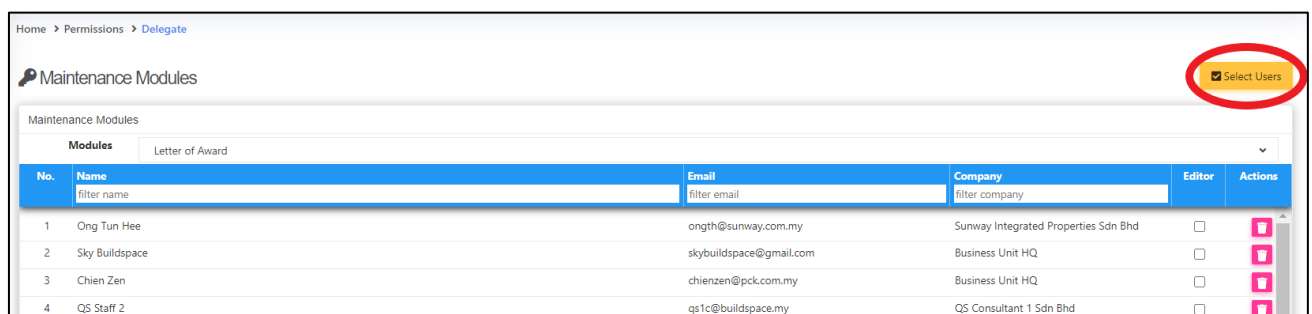 Home > Permissions > Delegate
Maintenance Modules
Select Users
Maintenance Modules
Modules Letter of Award
No. Name Email Company Editor Actions
filter name filter email filter company
1 Ong Tun Hee ongth@sunway.com.my Sunway Integrated Properties Sdn Bhd
2 Sky Buildspace skybuildspace@gmail.com Business Unit HQ
3 Chien Zen chienzen@pck.com.my Business Unit HQ
4 QS Staff 2 qs1c@buildspace.my QS Consultant 1 Sdn Bhd